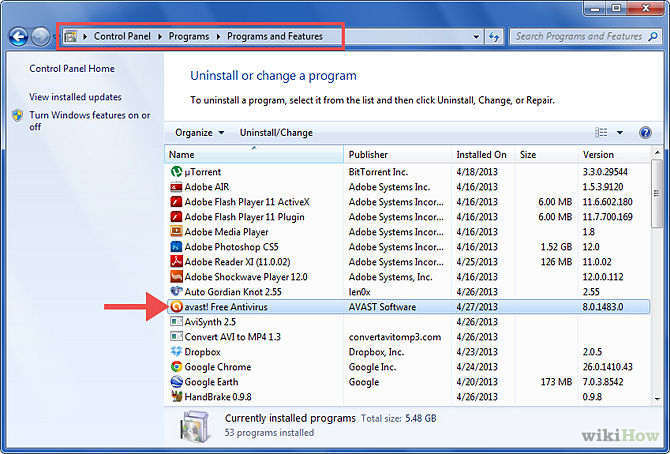 Control Panel Programs Programs and Features
Search Programs and Features
Control Panel Home
View installed updates
Turn Windows features on or
off
Uninstall or change a program
To uninstall a program, select it from the list and then click Uninstall, Change, or Repair.
Organize Uninstall/Change
Name Publisher Installed On Size Version
µTorrent BitTorrent Inc. 4/18/2013 3.3.0.29544
Adobe AIR Adobe Systems Inc. 4/15/2013 1.5.3.9120
Adobe Flash Player 11 ActiveX Adobe Systems Incor... 4/24/2013 6.00 MB 11.6.602.180
Adobe Flash Player 11 Plugin Adobe Systems Incor... 4/24/2013 6.00 MB 11.7.700.169
Adobe Media Player Adobe Systems Incor... 4/15/2013 1.8
Adobe Photoshop CS5 Adobe Systems Incor... 4/15/2013 1.52 GB 12.0
Adobe Reader XI (11.0.02) Adobe Systems Incor... 4/25/2013 126 MB 11.0.02
Adobe Shockwave Player 12.0 Adobe Systems, Inc. 4/24/2013 12.0.0.112
Auto Gordian Knot 2.55 len0x 4/26/2013 2.55
avast! Free Antivirus AVAST Software 4/27/2013 8.0.1483.0
AviSynth 2.5 4/26/2013
Convert AVI to MP4 1.3 convertavitomp3.com 4/26/2013
Dropbox Dropbox, Inc. 4/23/2013 2.0.5
Google Chrome Google Inc. 4/24/2013 26.0.1410.43
Google Earth Google 4/20/2013 173 MB 7.0.3.8542
HandBrake 0.9.8 4/26/2013 0.9.8
Currently installed programs Total size: 5.48 GB
53 programs installed
wikiHow